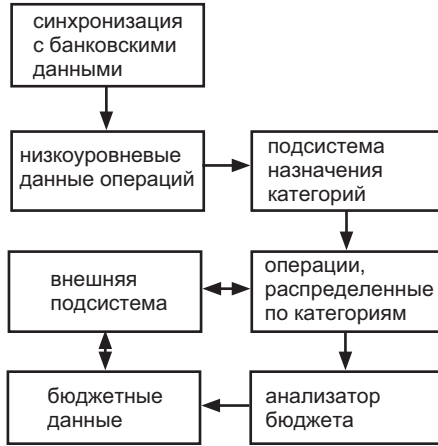 синхронизация
с банковскими
данными
низкоуровневые
данные операций
подсистема
назначения
категорий
внешняя
подсистема
операции,
распределенные
по категориям
бюджетные
данные
анализатор
бюджета